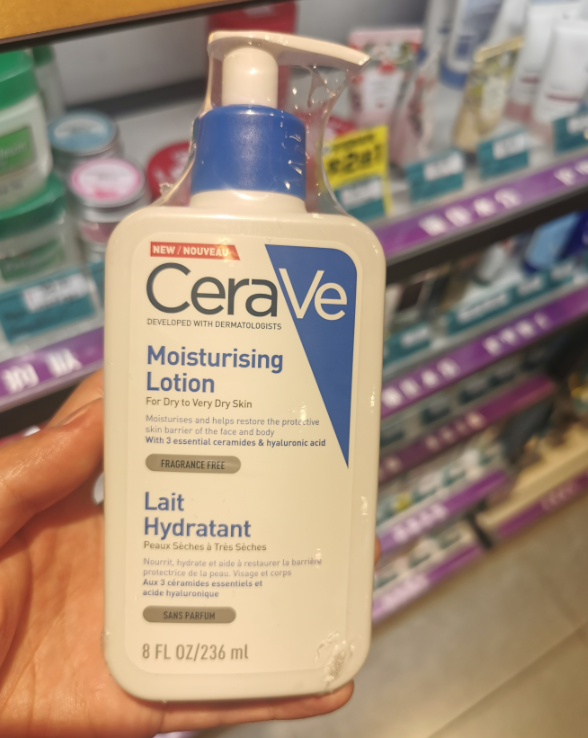 NEW / NOUVEAU
CeraVe
DEVELOPED WITH DERMATOLOGISTS
Moisturising
Lotion
For Dry to Very Dry Skin
Moisturises and helps restore the protective
skin barrier of the face and body
With 3 essential ceramides & hyaluronic acid
FRAGRANCE FREE
Lait
Hydratant
Peaux Sèches à Très Sèches
Nourrit, hydrate et aide à restaurer la barrière
protectrice de la peau. Visage et corps
Aux 3 céramides essentiels et
acide hyaluronique
SANS PARFUM
8 FL OZ/236 ml